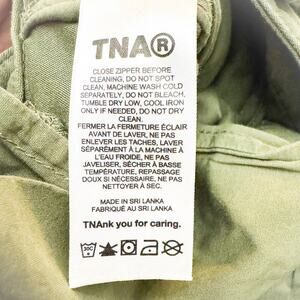 TNA®
CLOSE ZIPPER BEFORE
CLEANING, DO NOT SPOT
CLEAN, MACHINE WASH COLD
SEPARATELY, DO NOT BLEACH,
TUMBLE DRY LOW, COOL IRON
ONLY IF NEEDED, DO NOT DRY
CLEAN.
FERMER LA FERMETURE ÉCLAIR
AVANT DE LAVER, NE PAS
ENLEVER LES TACHES, LAVER
SÉPARÉMENT À LA MACHINE À
L'EAU FROIDE, NE PAS
JAVELISER, SÉCHER À BASSE
TEMPÉRATURE, REPASSAGE
DOUX SI NÉCESSAIRE, NE PAS
NETTOYER À SEC.
MADE IN SRI LANKA
FABRIQUÉ AU SRI LANKA
TNAnk you for caring.
30C